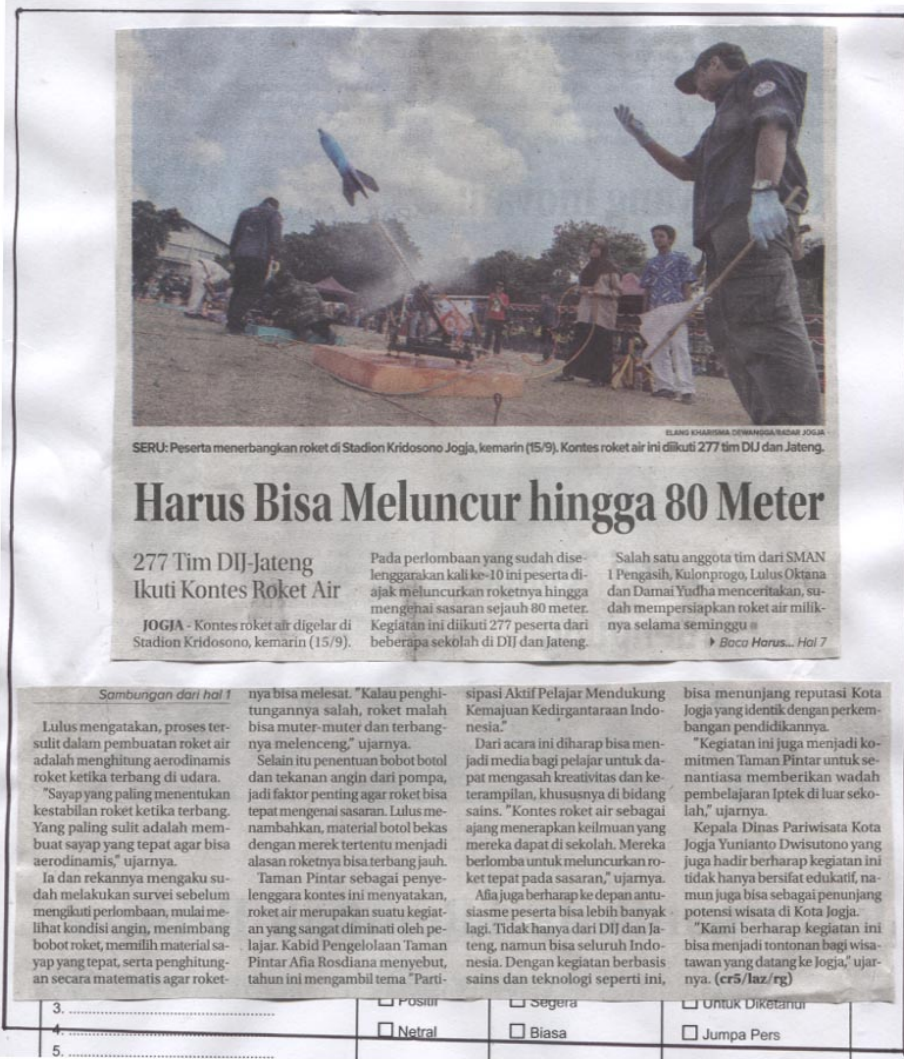 ELANG KHARISMA DEWANGGA/RADAR JOGJA
SERU: Peserta menerbangkan roket di Stadion Kridosono Jogja, kemarin (15/9). Kontes roket air ini diikuti 277 tim DIJ dan Jateng.
Harus Bisa Meluncur hingga 80 Meter
277 Tim DIJ-Jateng
Ikuti Kontes Roket Air
JOGJA - Kontes roket air digelar di
Stadion Kridosono, kemarin (15/9).
Pada perlombaan yang sudah dise-
lenggarakan kali ke-10 ini peserta di-
ajak meluncurkan roketnya hingga
mengenai sasaran sejauh 80 meter.
Kegiatan ini diikuti 277 peserta dari
beberapa sekolah di DIJ dan Jateng.
Salah satu anggota tim dari SMAN
1 Pengasih, Kulonprogo, Lulus Oktana
dan Damai Yudha menceritakan, su-
dah mempersiapkan roket air milik-
nya selama seminggu
Baca Harus... Hal 7
Sambungan dari hal 1
Lulus mengatakan, proses ter-
sulit dalam pembuatan roket air
adalah menghitung aerodinamis
roket ketika terbang di udara.
"Sayap yang paling menentukan
kestabilan roket ketika terbang.
Yang paling sulit adalah mem-
buat sayap yang tepat agar bisa
aerodinamis," ujarnya.
Ia dan rekannya mengaku su-
dah melakukan survei sebelum
mengikuti perlombaan, mulai me-
lihat kondisi angin, menimbang
bobot roket, memilih material sa-
yap yang tepat, serta penghitung-
an secara matematis agar roket-
nya bisa melesat. "Kalau penghi-
tungannya salah, roket malah
bisa muter-muter dan terbang-
nya melenceng," ujarnya.
Selain itu penentuan bobot botol
dan tekanan angin dari pompa,
jadi faktor penting agar roket bisa
tepat mengenai sasaran. Lulus me-
nambahkan, material botol bekas
dengan merek tertentu menjadi
alasan roketnya bisa terbang jauh.
Taman Pintar sebagai penye-
lenggara kontes ini menyatakan,
roket air merupakan suatu kegiat-
an yang sangat diminati oleh pe-
lajar. Kabid Pengelolaan Taman
Pintar Afia Rosdiana menyebut,
tahun ini mengambil tema "Parti-
sipasi Aktif Pelajar Mendukung
Kemajuan Kedirgantaraan Indo-
nesia."
Dari acara ini diharap bisa men-
jadi media bagi pelajar untuk da-
pat mengasah kreativitas dan ke-
terampilan, khususnya di bidang
sains. "Kontes roket air sebagai
ajang menerapkan keilmuan yang
mereka dapat di sekolah. Mereka
berlomba untuk meluncurkan ro-
ket tepat pada sasaran," ujarnya.
Afia juga berharap ke depan antu-
siasme peserta bisa lebih banyak
lagi. Tidak hanya dari DIJ dan Ja-
teng, namun bisa seluruh Indo-
nesia. Dengan kegiatan berbasis
sains dan teknologi seperti ini,
bisa menunjang reputasi Kota
Jogja yang identik dengan perkem-
bangan pendidikannya.
"Kegiatan ini juga menjadi ko-
mitmen Taman Pintar untuk se-
nantiasa memberikan wadah
pembelajaran Iptek di luar seko-
lah," ujarnya.
Kepala Dinas Pariwisata Kota
Jogja Yunianto Dwisutono yang
juga hadir berharap kegiatan ini
tidak hanya bersifat edukatif, na-
mun juga bisa sebagai penunjang
potensi wisata di Kota Jogja.
"Kami berharap kegiatan ini
bisa menjadi tontonan bagi wisa-
tawan yang datang ke Jogja," ujar-
nya. (cr5/laz/rg)
3. Positif Segera Untuk Diketahui
4. Netral Biasa Jumpa Pers
5.